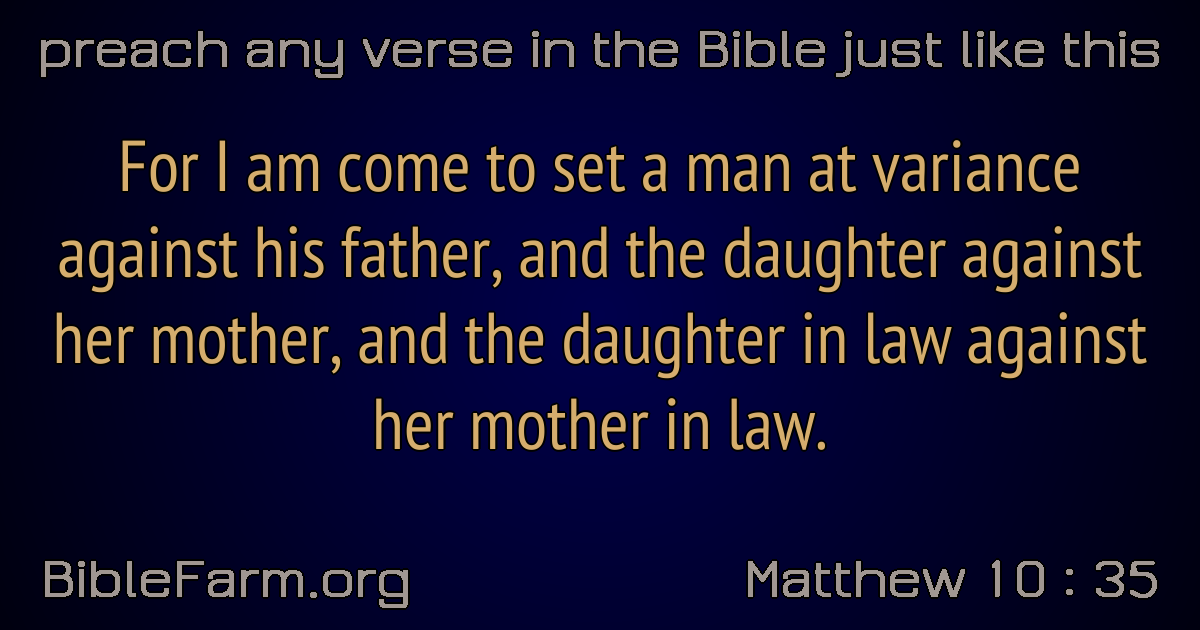 preach any verse in the Bible just like this
For I am come to set a man at variance
against his father, and the daughter against
her mother, and the daughter in law against
her mother in law.
BibleFarm.org
Matthew 10 : 35